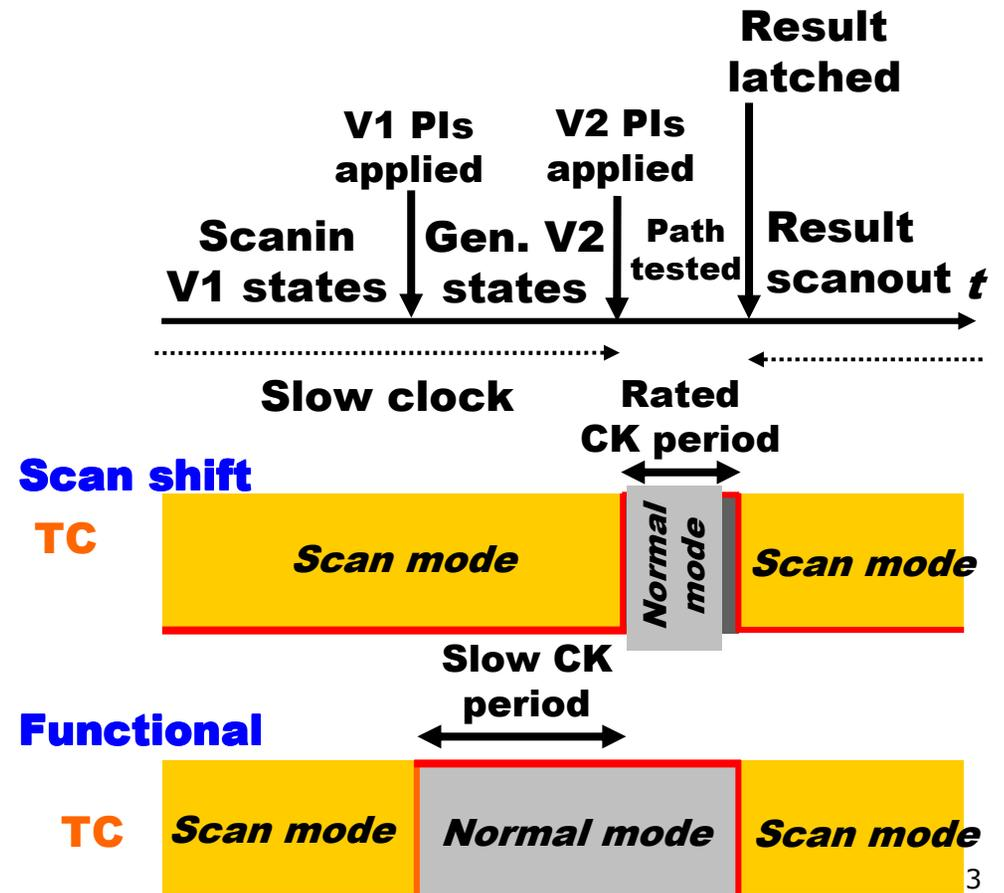 Result
latched
V1 PIs
applied
V2 PIs
applied
Scanin
V1 states
Gen. V2
states
Path
tested
Result
scanout
t
Slow clock
Rated
CK period
Scan shift
TC
Scan mode
Normal
mode
Scan mode
Slow CK
period
Functional
TC
Scan mode
Normal mode
Scan mode
3